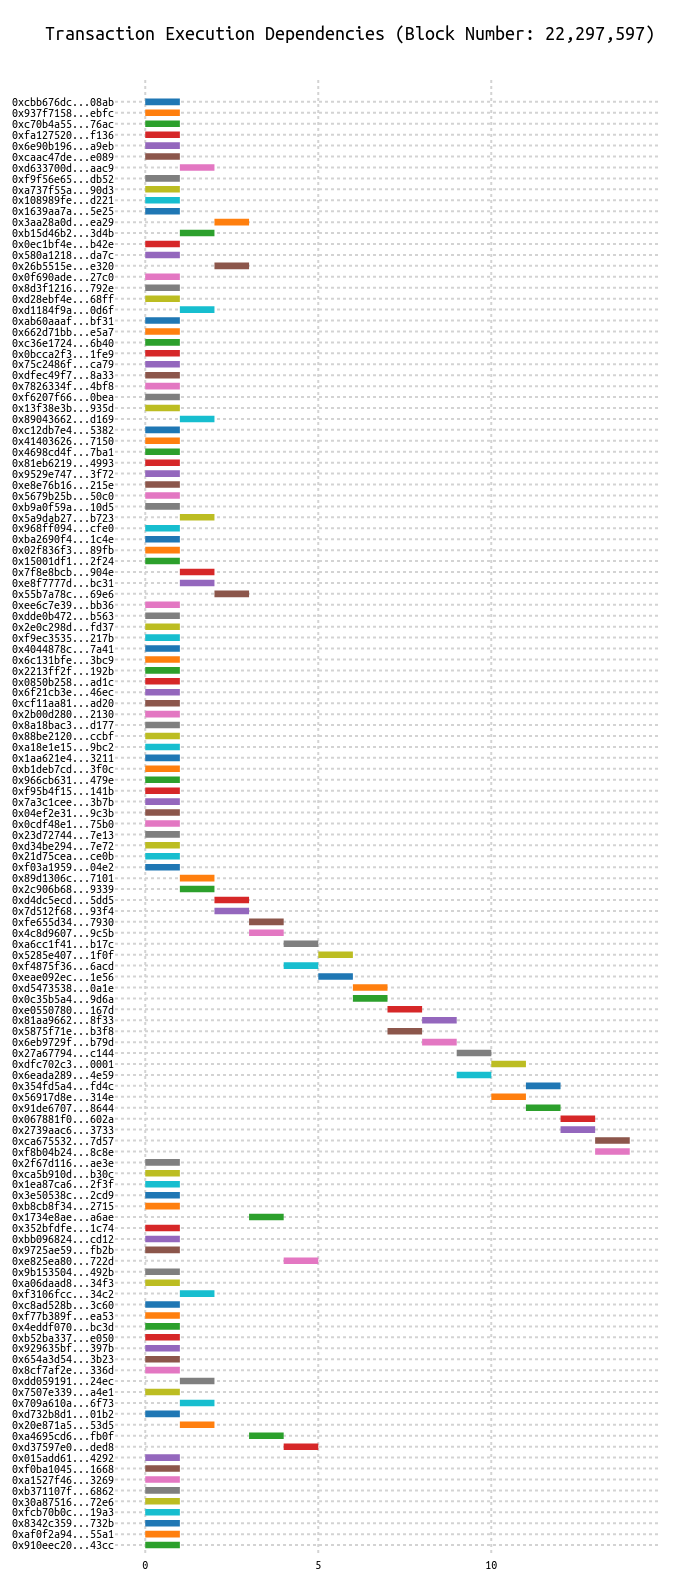 Transaction Execution Dependencies (Block Number: 22,297,597)
0xcbb676dc...08ab
0x937f7158...ebfc
0xc70b4a55...76ac
0xfa127520...f136
0x6e90b196...a9eb
0xcaac47de...e089
0xd633700d...aac9
0xf9f56e65...db52
0xa737f55a...90d3
0x108989fe...d221
0x1639aa7a...5e25
0x3aa28a0d...ea29
0xb15d46b2...3d4b
0x0ec1bf4e...b42e
0x580a1218...da7c
0x26b5515e...e320
0x0f690ade...27c0
0x8d3f1216...792e
0xd28ebf4e...68ff
0xd1184f9a...0d6f
0xab60aaaf...bf31
0x662d71bb...e5a7
0xc36e1724...6b40
0x0bcca2f3...1fe9
0x75c2486f...ca79
0xdfec49f7...8a33
0x7826334f...4bf8
0xf6207f66...0bea
0x13f38e3b...935d
0x89043662...d169
0xc12db7e4...5382
0x41403626...7150
0x4698cd4f...7ba1
0x81eb6219...4993
0x9529e747...3f72
0xe8e76b16...215e
0x5679b25b...50c0
0xb9a0f59a...10d5
0x5a9dab27...b723
0x968ff094...cfe0
0xba2690f4...1c4e
0x02f836f3...89fb
0x15001df1...2f24
0x7f8e8bcb...904e
0xe8f7777d...bc31
0x55b7a78c...69e6
0xee6c7e39...bb36
0xdde0b472...b563
0x2e0c298d...fd37
0xf9ec3535...217b
0x4044878c...7a41
0x6c131bfe...3bc9
0x2213ff2f...192b
0x0850b258...ad1c
0x6f21cb3e...46ec
0xcf11aa81...ad20
0x2b00d280...2130
0x8a18bac3...d177
0x88be2120...ccbf
0xa18e1e15...9bc2
0x1aa621e4...3211
0xb1deb7cd...3f0c
0x966cb631...479e
0xf95b4f15...141b
0x7a3c1cee...3b7b
0x04ef2e31...9c3b
0x0cdf48e1...75b0
0x23d72744...7e13
0xd34be294...7e72
0x21d75cea...ce0b
0xf03a1959...04e2
0x89d1306c...7101
0x2c906b68...9339
0xd4dc5ecd...5dd5
0x7d512f68...93f4
0xfe655d34...7930
0x4c8d9607...9c5b
0xa6cc1f41...b17c
0x5285e407...1f0f
0xf4875f36...6acd
0xeae092ec...1e56
0xd5473538...0a1e
0x0c35b5a4...9d6a
0xe0550780...167d
0x81aa9662...8f33
0x5875f71e...b3f8
0x6eb9729f...b79d
0x27a67794...c144
0xdfc702c3...0001
0x6eada289...4e59
0x354fd5a4...fd4c
0x56917d8e...314e
0x91de6707...8644
0x067881f0...602a
0x2739aac6...3733
0xca675532...7d57
0xf8b04b24...8c8e
0x2f67d116...ae3e
0xca5b910d...b30c
0x1ea87ca6...2f3f
0x3e50538c...2cd9
0xb8cb8f34...2715
0x1734e8ae...a6ae
0x352bfdfe...1c74
0xbb096824...cd12
0x9725ae59...fb2b
0xe825ea80...722d
0x9b153504...492b
0xa06daad8...34f3
0xf3106fcc...34c2
0xc8ad528b...3c60
0xf77b389f...ea53
0x4eddf070...bc3d
0xb52ba337...e050
0x929635bf...397b
0x654a3d54...3b23
0x8cf7af2e...336d
0xdd059191...24ec
0x7507e339...a4e1
0x709a610a...6f73
0xd732b8d1...01b2
0x20e871a5...53d5
0xa4695cd6...fb0f
0xd37597e0...ded8
0x015add61...4292
0xf0ba1045...1668
0xa1527f46...3269
0xb371107f...6862
0x30a87516...72e6
0xfcb70b0c...19a3
0x8342c359...732b
0xaf0f2a94...55a1
0x910eec20...43cc
0 5 10